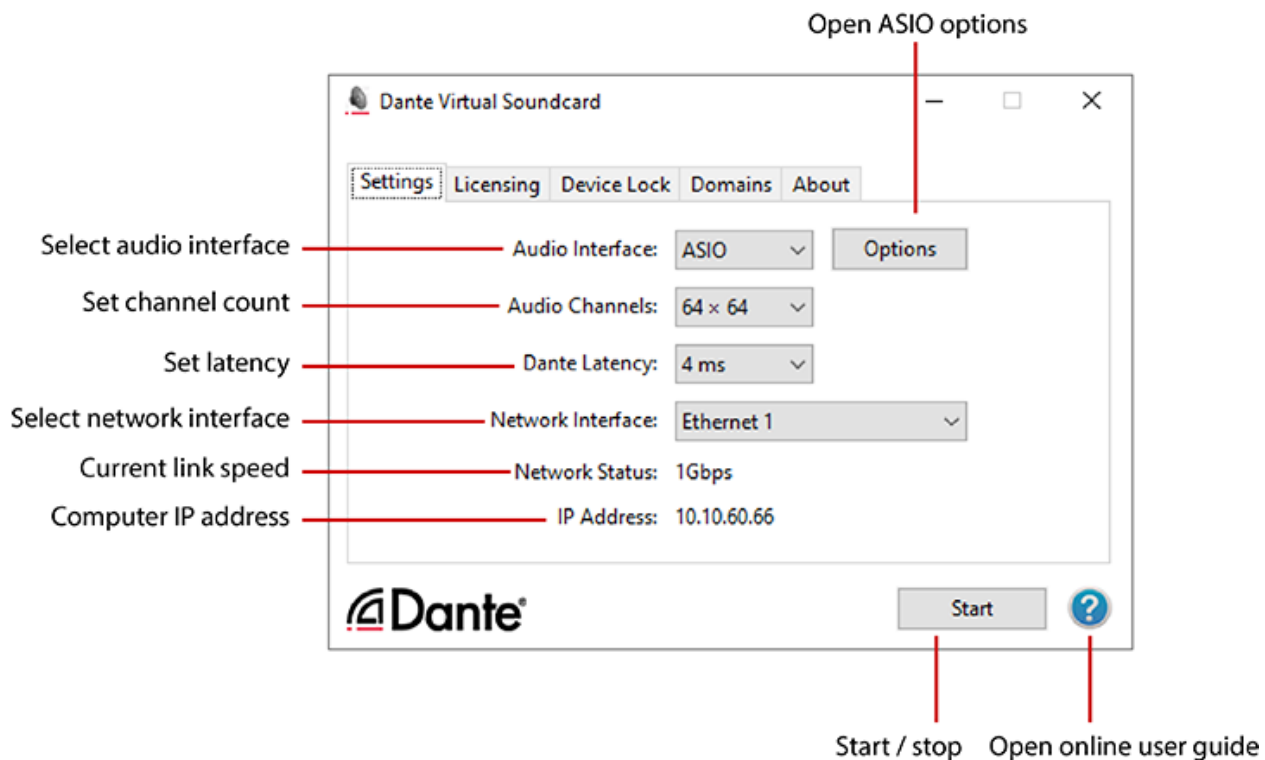 Open ASIO options
Dante Virtual Soundcard
Settings Licensing Device Lock Domains About
Select audio interface Audio Interface: ASIO Options
Set channel count Audio Channels: 64 × 64
Set latency Dante Latency: 4 ms
Select network interface Network Interface: Ethernet 1
Current link speed Network Status: 1Gbps
Computer IP address IP Address: 10.10.60.66
Dante® Start ?
Start / stop Open online user guide